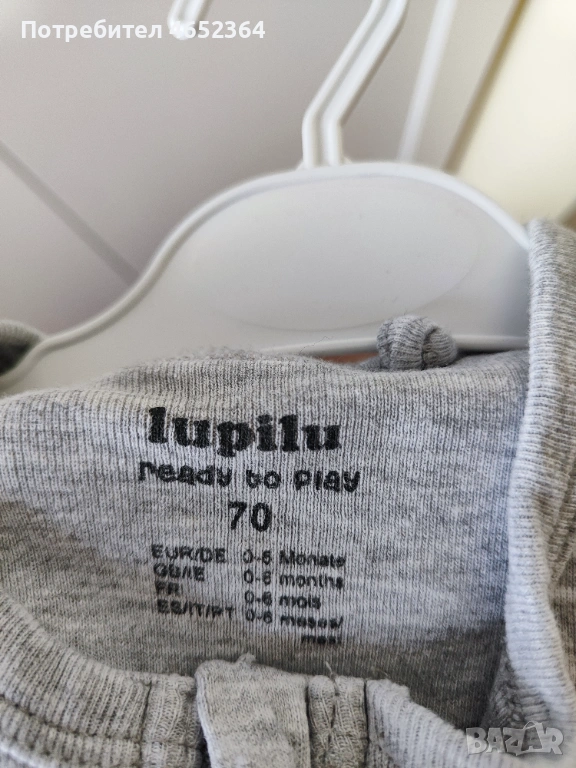 Потребител 4652364
lupilu
ready to play
70
EUR/DE 0-6 Monate
GB/IE 0-6 months
FR 0-6 mois
ES/IT/PT 0-6 meses/
mesi
BAZAR